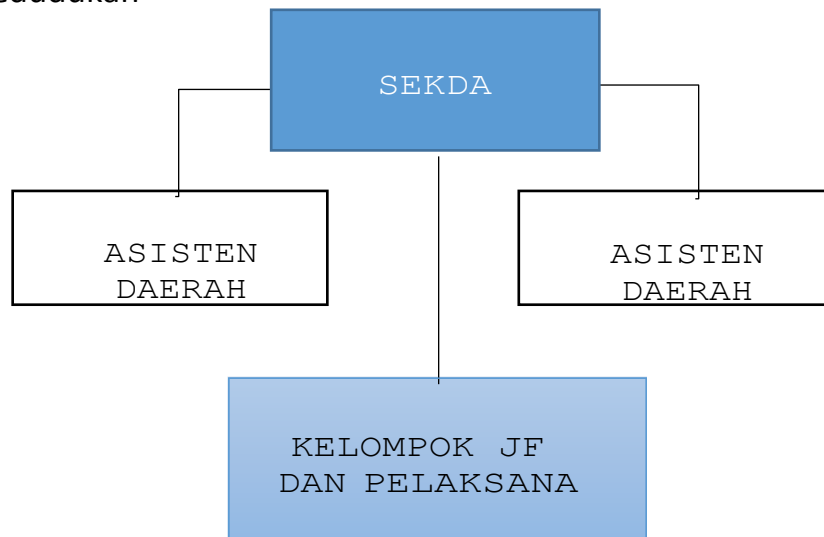 SEKDA
ASISTEN
DAERAH
ASISTEN
DAERAH
KELOMPOK JF
DAN PELAKSANA